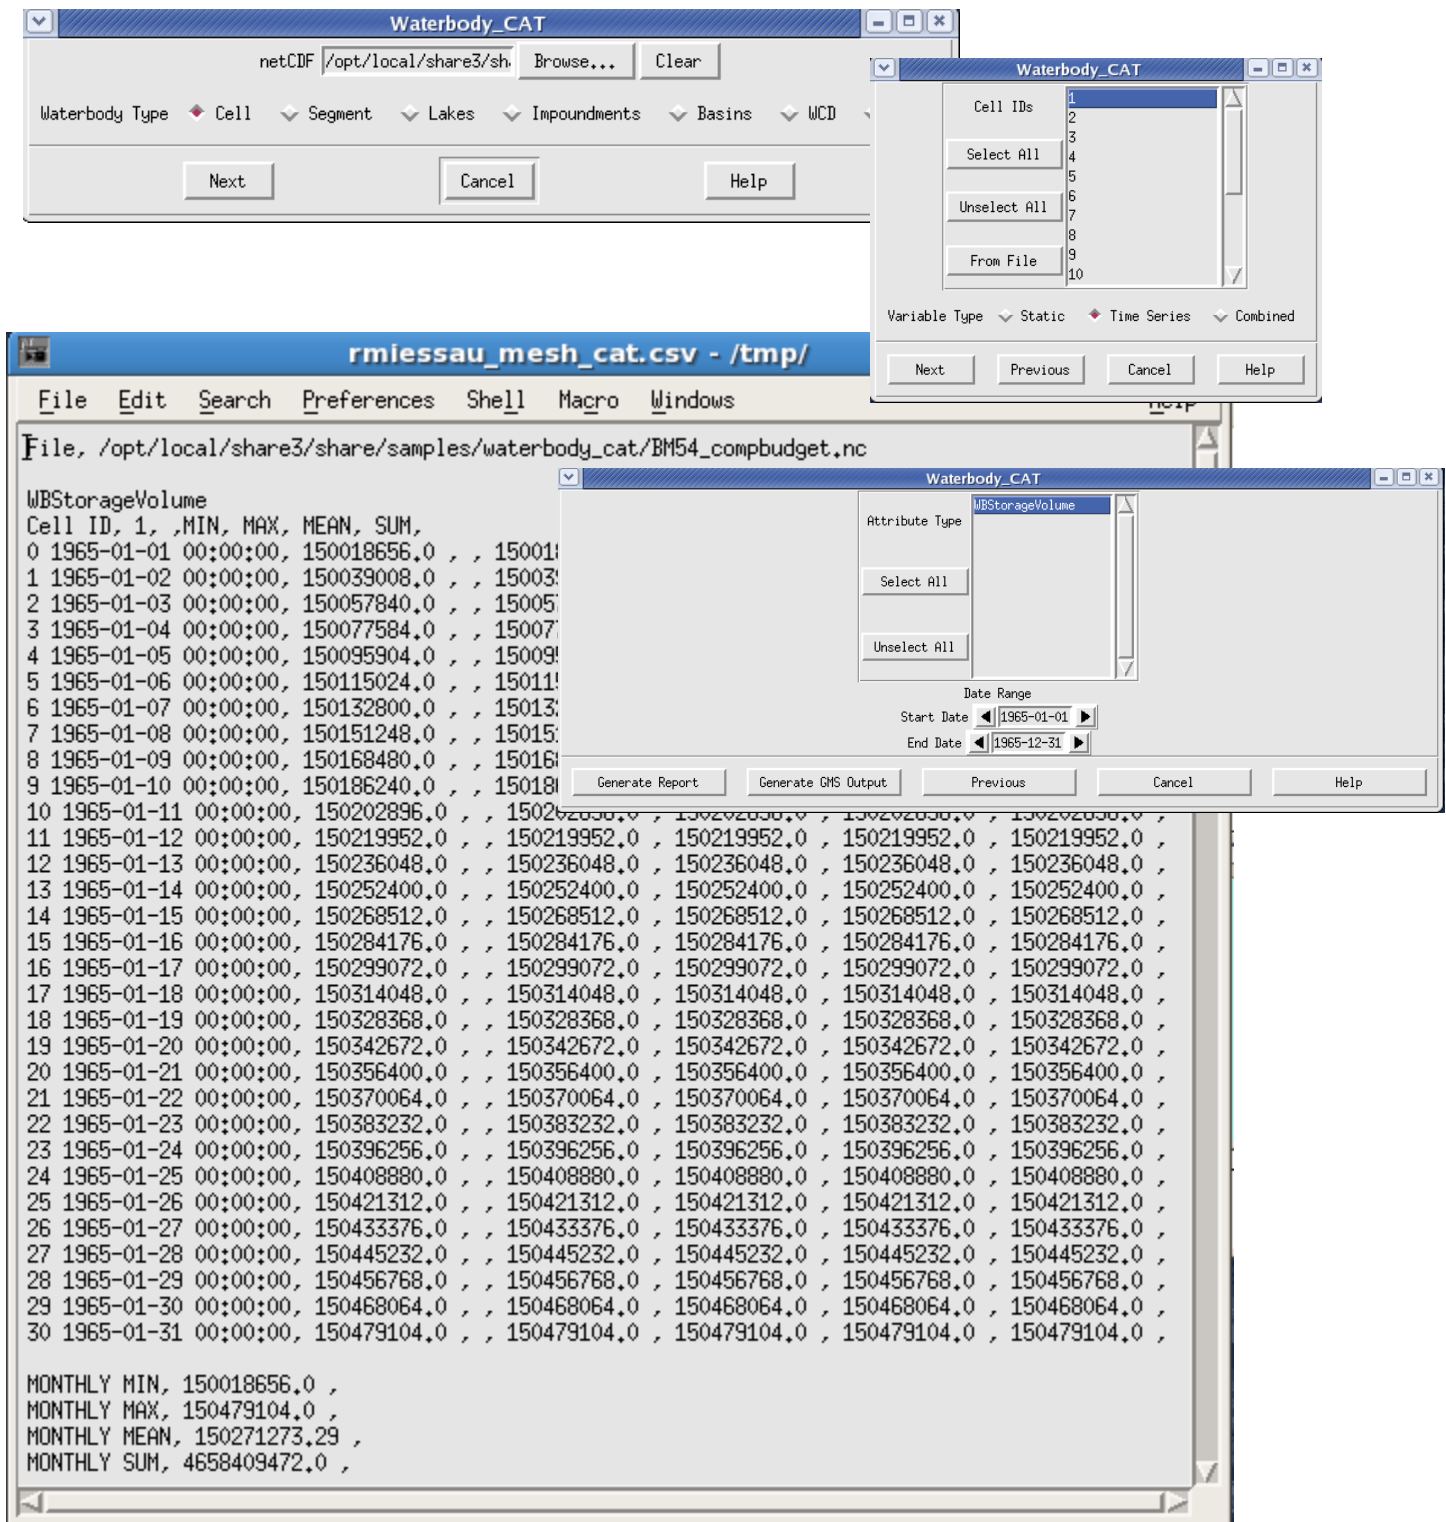 Waterbody_CAT
netCDF /opt/local/share3/sh Browse... Clear
Waterbody Type Cell Segment Lakes Impoundments Basins WCD
Next Cancel Help
Waterbody_CAT
Cell IDs
Select All
Unselect All
From File
1
2
3
4
5
6
7
8
9
10
Variable Type Static Time Series Combined
Next Previous Cancel Help
rmiessau_mesh_cat.csv - /tmp/
File Edit Search Preferences Shell Macro Windows Help
File, /opt/local/share3/share/samples/waterbody_cat/BM54_compbudget.nc
WBStorageVolume
Cell ID, 1, ,MIN, MAX, MEAN, SUM,
0 1965-01-01 00:00:00, 150018656.0 , , 15001
1 1965-01-02 00:00:00, 150039008.0 , , 15003
2 1965-01-03 00:00:00, 150057840.0 , , 15005
3 1965-01-04 00:00:00, 150077584.0 , , 15007
4 1965-01-05 00:00:00, 150095904.0 , , 15009
5 1965-01-06 00:00:00, 150115024.0 , , 15011
6 1965-01-07 00:00:00, 150132800.0 , , 15013
7 1965-01-08 00:00:00, 150151248.0 , , 15015
8 1965-01-09 00:00:00, 150168480.0 , , 15016
9 1965-01-10 00:00:00, 150186240.0 , , 15018
10 1965-01-11 00:00:00, 150202896.0 , , 150202896.0 , 150202896.0 , 150202896.0 , 150202896.0 ,
11 1965-01-12 00:00:00, 150219952.0 , , 150219952.0 , 150219952.0 , 150219952.0 , 150219952.0 ,
12 1965-01-13 00:00:00, 150236048.0 , , 150236048.0 , 150236048.0 , 150236048.0 , 150236048.0 ,
13 1965-01-14 00:00:00, 150252400.0 , , 150252400.0 , 150252400.0 , 150252400.0 , 150252400.0 ,
14 1965-01-15 00:00:00, 150268512.0 , , 150268512.0 , 150268512.0 , 150268512.0 , 150268512.0 ,
15 1965-01-16 00:00:00, 150284176.0 , , 150284176.0 , 150284176.0 , 150284176.0 , 150284176.0 ,
16 1965-01-17 00:00:00, 150299072.0 , , 150299072.0 , 150299072.0 , 150299072.0 , 150299072.0 ,
17 1965-01-18 00:00:00, 150314048.0 , , 150314048.0 , 150314048.0 , 150314048.0 , 150314048.0 ,
18 1965-01-19 00:00:00, 150328368.0 , , 150328368.0 , 150328368.0 , 150328368.0 , 150328368.0 ,
19 1965-01-20 00:00:00, 150342672.0 , , 150342672.0 , 150342672.0 , 150342672.0 , 150342672.0 ,
20 1965-01-21 00:00:00, 150356400.0 , , 150356400.0 , 150356400.0 , 150356400.0 , 150356400.0 ,
21 1965-01-22 00:00:00, 150370064.0 , , 150370064.0 , 150370064.0 , 150370064.0 , 150370064.0 ,
22 1965-01-23 00:00:00, 150383232.0 , , 150383232.0 , 150383232.0 , 150383232.0 , 150383232.0 ,
23 1965-01-24 00:00:00, 150396256.0 , , 150396256.0 , 150396256.0 , 150396256.0 , 150396256.0 ,
24 1965-01-25 00:00:00, 150408880.0 , , 150408880.0 , 150408880.0 , 150408880.0 , 150408880.0 ,
25 1965-01-26 00:00:00, 150421312.0 , , 150421312.0 , 150421312.0 , 150421312.0 , 150421312.0 ,
26 1965-01-27 00:00:00, 150433376.0 , , 150433376.0 , 150433376.0 , 150433376.0 , 150433376.0 ,
27 1965-01-28 00:00:00, 150445232.0 , , 150445232.0 , 150445232.0 , 150445232.0 , 150445232.0 ,
28 1965-01-29 00:00:00, 150456768.0 , , 150456768.0 , 150456768.0 , 150456768.0 , 150456768.0 ,
29 1965-01-30 00:00:00, 150468064.0 , , 150468064.0 , 150468064.0 , 150468064.0 , 150468064.0 ,
30 1965-01-31 00:00:00, 150479104.0 , , 150479104.0 , 150479104.0 , 150479104.0 , 150479104.0 ,
MONTHLY MIN, 150018656.0 ,
MONTHLY MAX, 150479104.0 ,
MONTHLY MEAN, 150271273.29 ,
MONTHLY SUM, 4658409472.0 ,
Waterbody_CAT
Attribute Type
Select All
Unselect All
WBStorageVolume
Date Range
Start Date 1965-01-01
End Date 1965-12-31
Generate Report Generate GMS Output Previous Cancel Help